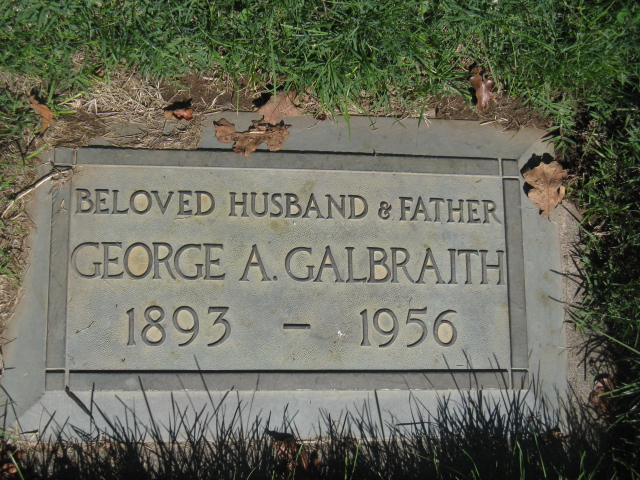 BELOVED HUSBAND & FATHER
GEORGE A. GALBRAITH
1893 – 1956